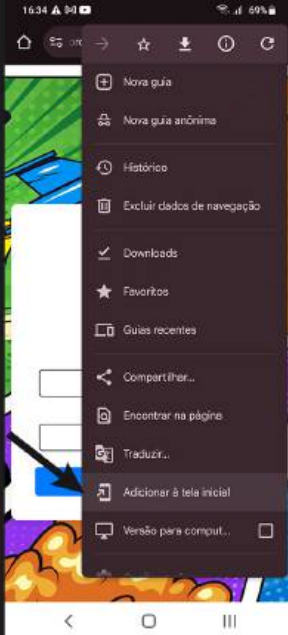 16:34
69%
Nova guia
Nova guia anônima
Histórico
Excluir dados de navegação
Downloads
Favoritos
Guias recentes
Compartilhar...
Encontrar na página
Traduzir...
Adicionar à tela inicial
Versão para comput...